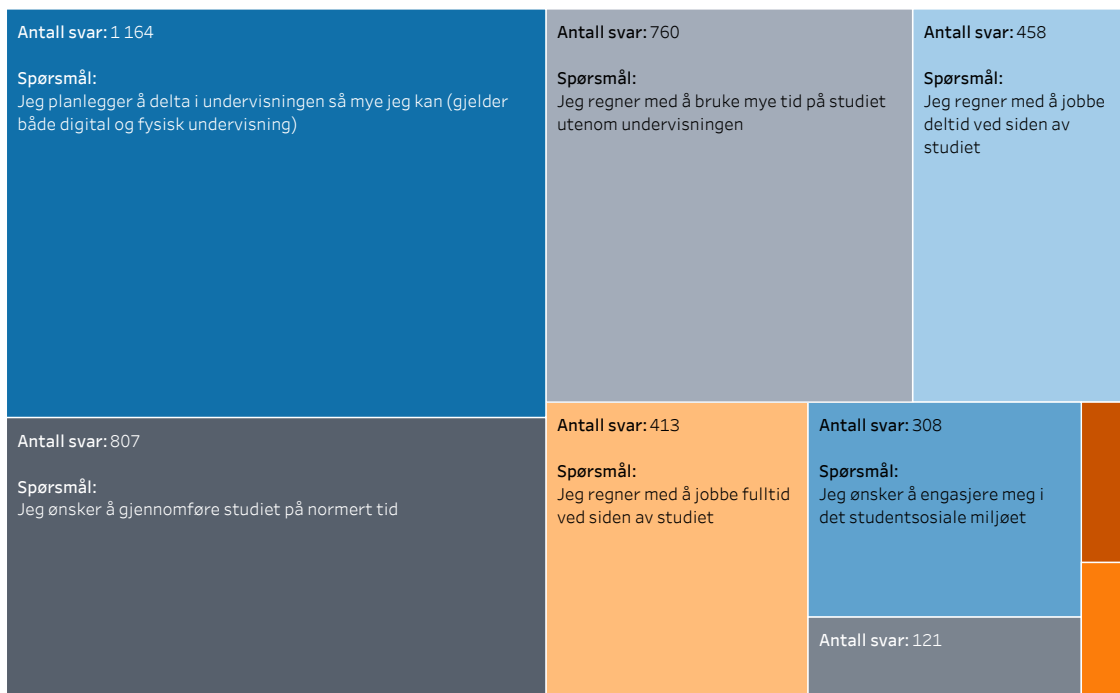 Antall svar: 1 164
Spørsmål:
Jeg planlegger å delta i undervisningen så mye jeg kan (gjelder
både digital og fysisk undervisning)
Antall svar: 807
Spørsmål:
Jeg ønsker å gjennomføre studiet på normert tid
Antall svar: 760
Spørsmål:
Jeg regner med å bruke mye tid på studiet
utenom undervisningen
Antall svar: 458
Spørsmål:
Jeg regner med å jobbe
deltid ved siden av
studiet
Antall svar: 413
Spørsmål:
Jeg regner med å jobbe fulltid
ved siden av studiet
Antall svar: 308
Spørsmål:
Jeg ønsker å engasjere meg i
det studentsosiale miljøet
Antall svar: 121